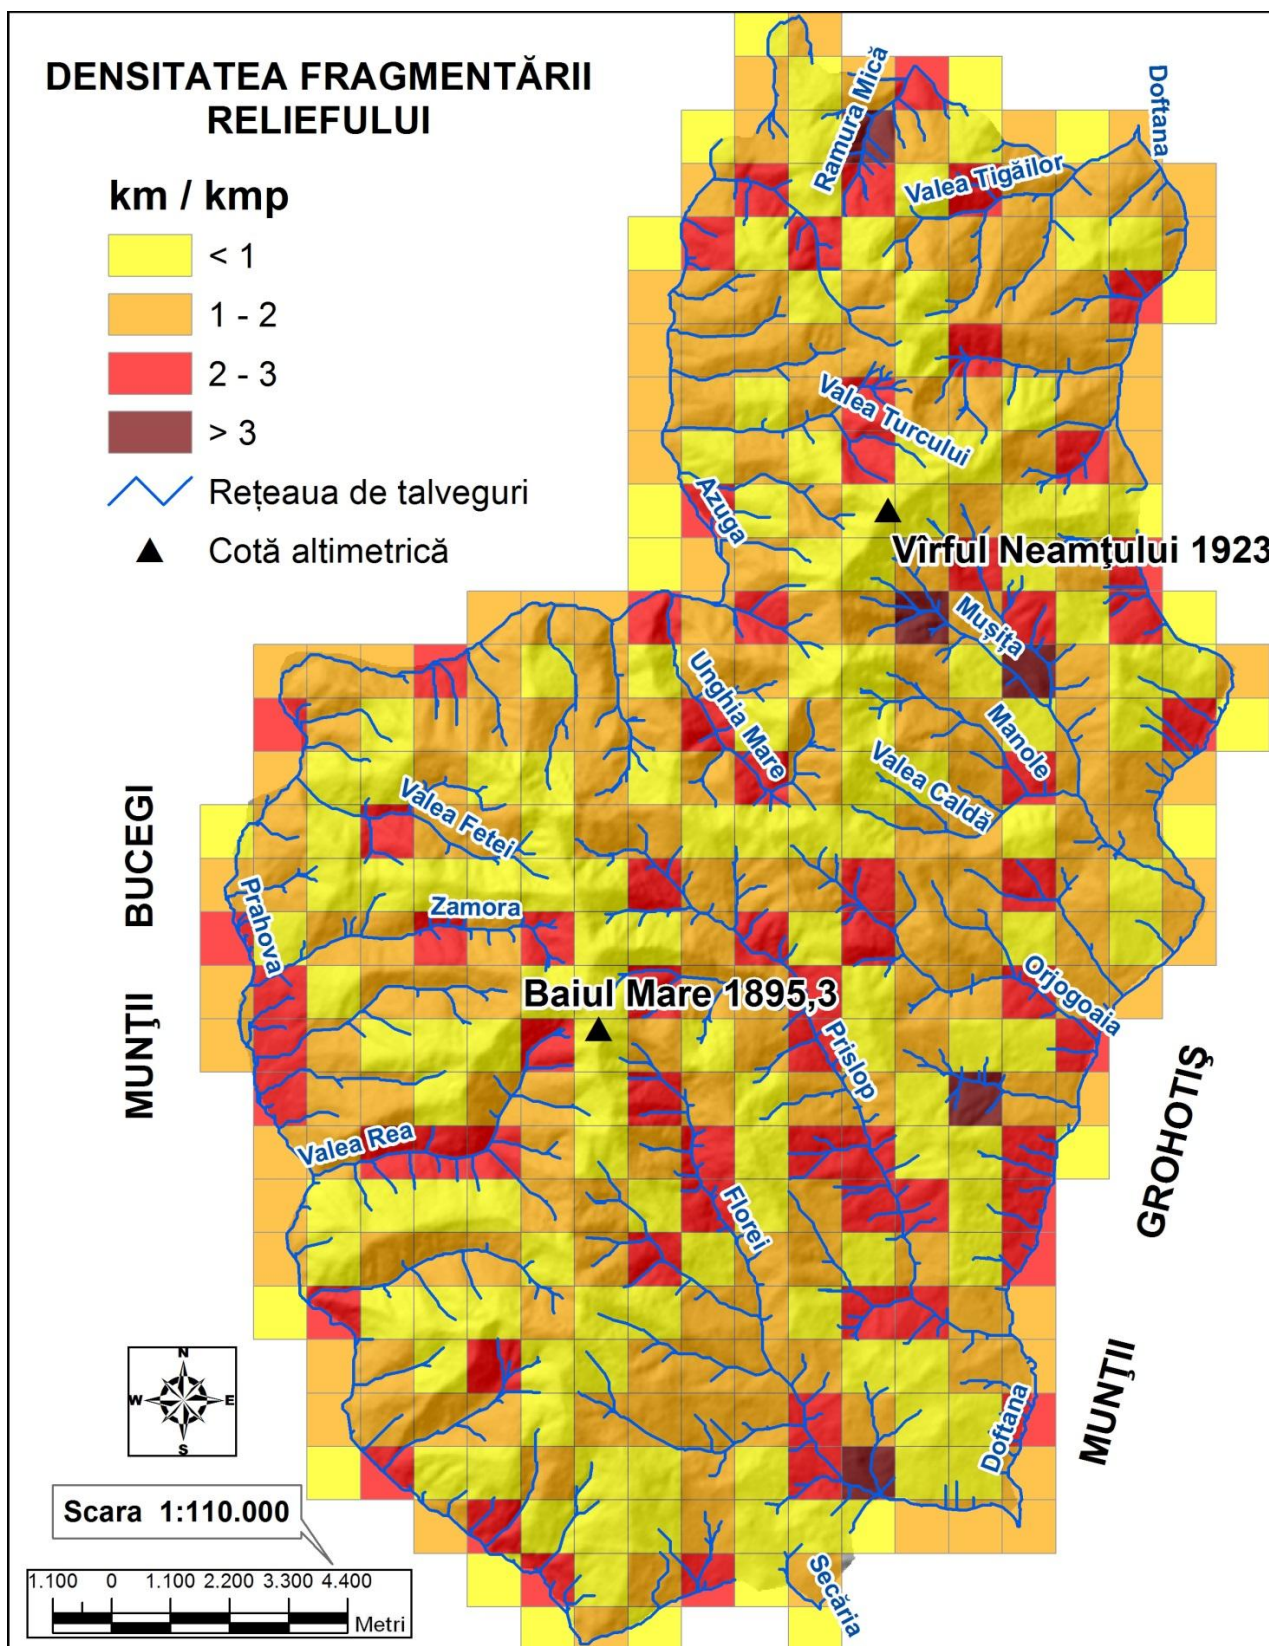 DENSITATEA FRAGMENTĂRII
RELIEFULUI
km / kmp
< 1
1 - 2
2 - 3
> 3
Rețeaua de talveguri
Cotă altimetrică
Ramura Mică
Doftana
Valea Tigăilor
Valea Turcului
Azuga
Vîrful Neamţului 1923
Mușița
Unghia Mare
Manole
Valea Caldă
Valea Fetei
BUCEGI
MUNŢII
Prahova
Zamora
Orjogoaia
Baiul Mare 1895,3
Prislop
GROHOTIŞ
MUNŢII
Valea Rea
Florei
Doftana
Secăria
N
W
E
S
Scara 1:110.000
1.100 0 1.100 2.200 3.300 4.400
Metri